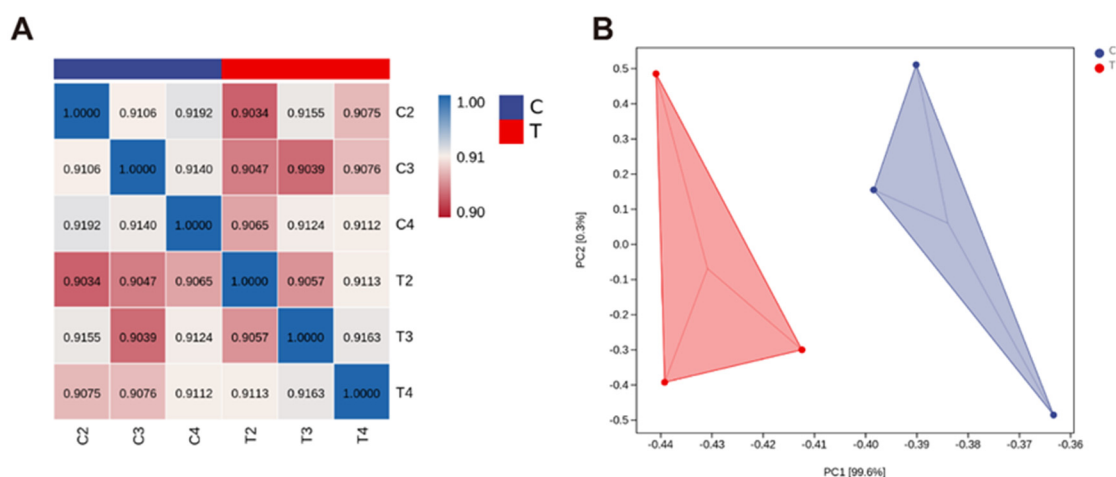 A
1.0000 0.9106 0.9192 0.9034 0.9155 0.9075 C2
0.9106 1.0000 0.9140 0.9047 0.9039 0.9076 C3
0.9192 0.9140 1.0000 0.9065 0.9124 0.9112 C4
0.9034 0.9047 0.9065 1.0000 0.9057 0.9113 T2
0.9155 0.9039 0.9124 0.9057 1.0000 0.9163 T3
0.9075 0.9076 0.9112 0.9113 0.9163 1.0000 T4
C2 C3 C4 T2 T3 T4
1.00
0.91
0.90
C
T
B
C
T
PC2 [0.3%]
0.5
0.4
0.3
0.2
0.1
0.0
-0.1
-0.2
-0.3
-0.4
-0.5
-0.44 -0.43 -0.42 -0.41 -0.40 -0.39 -0.38 -0.37 -0.36
PC1 [99.6%]